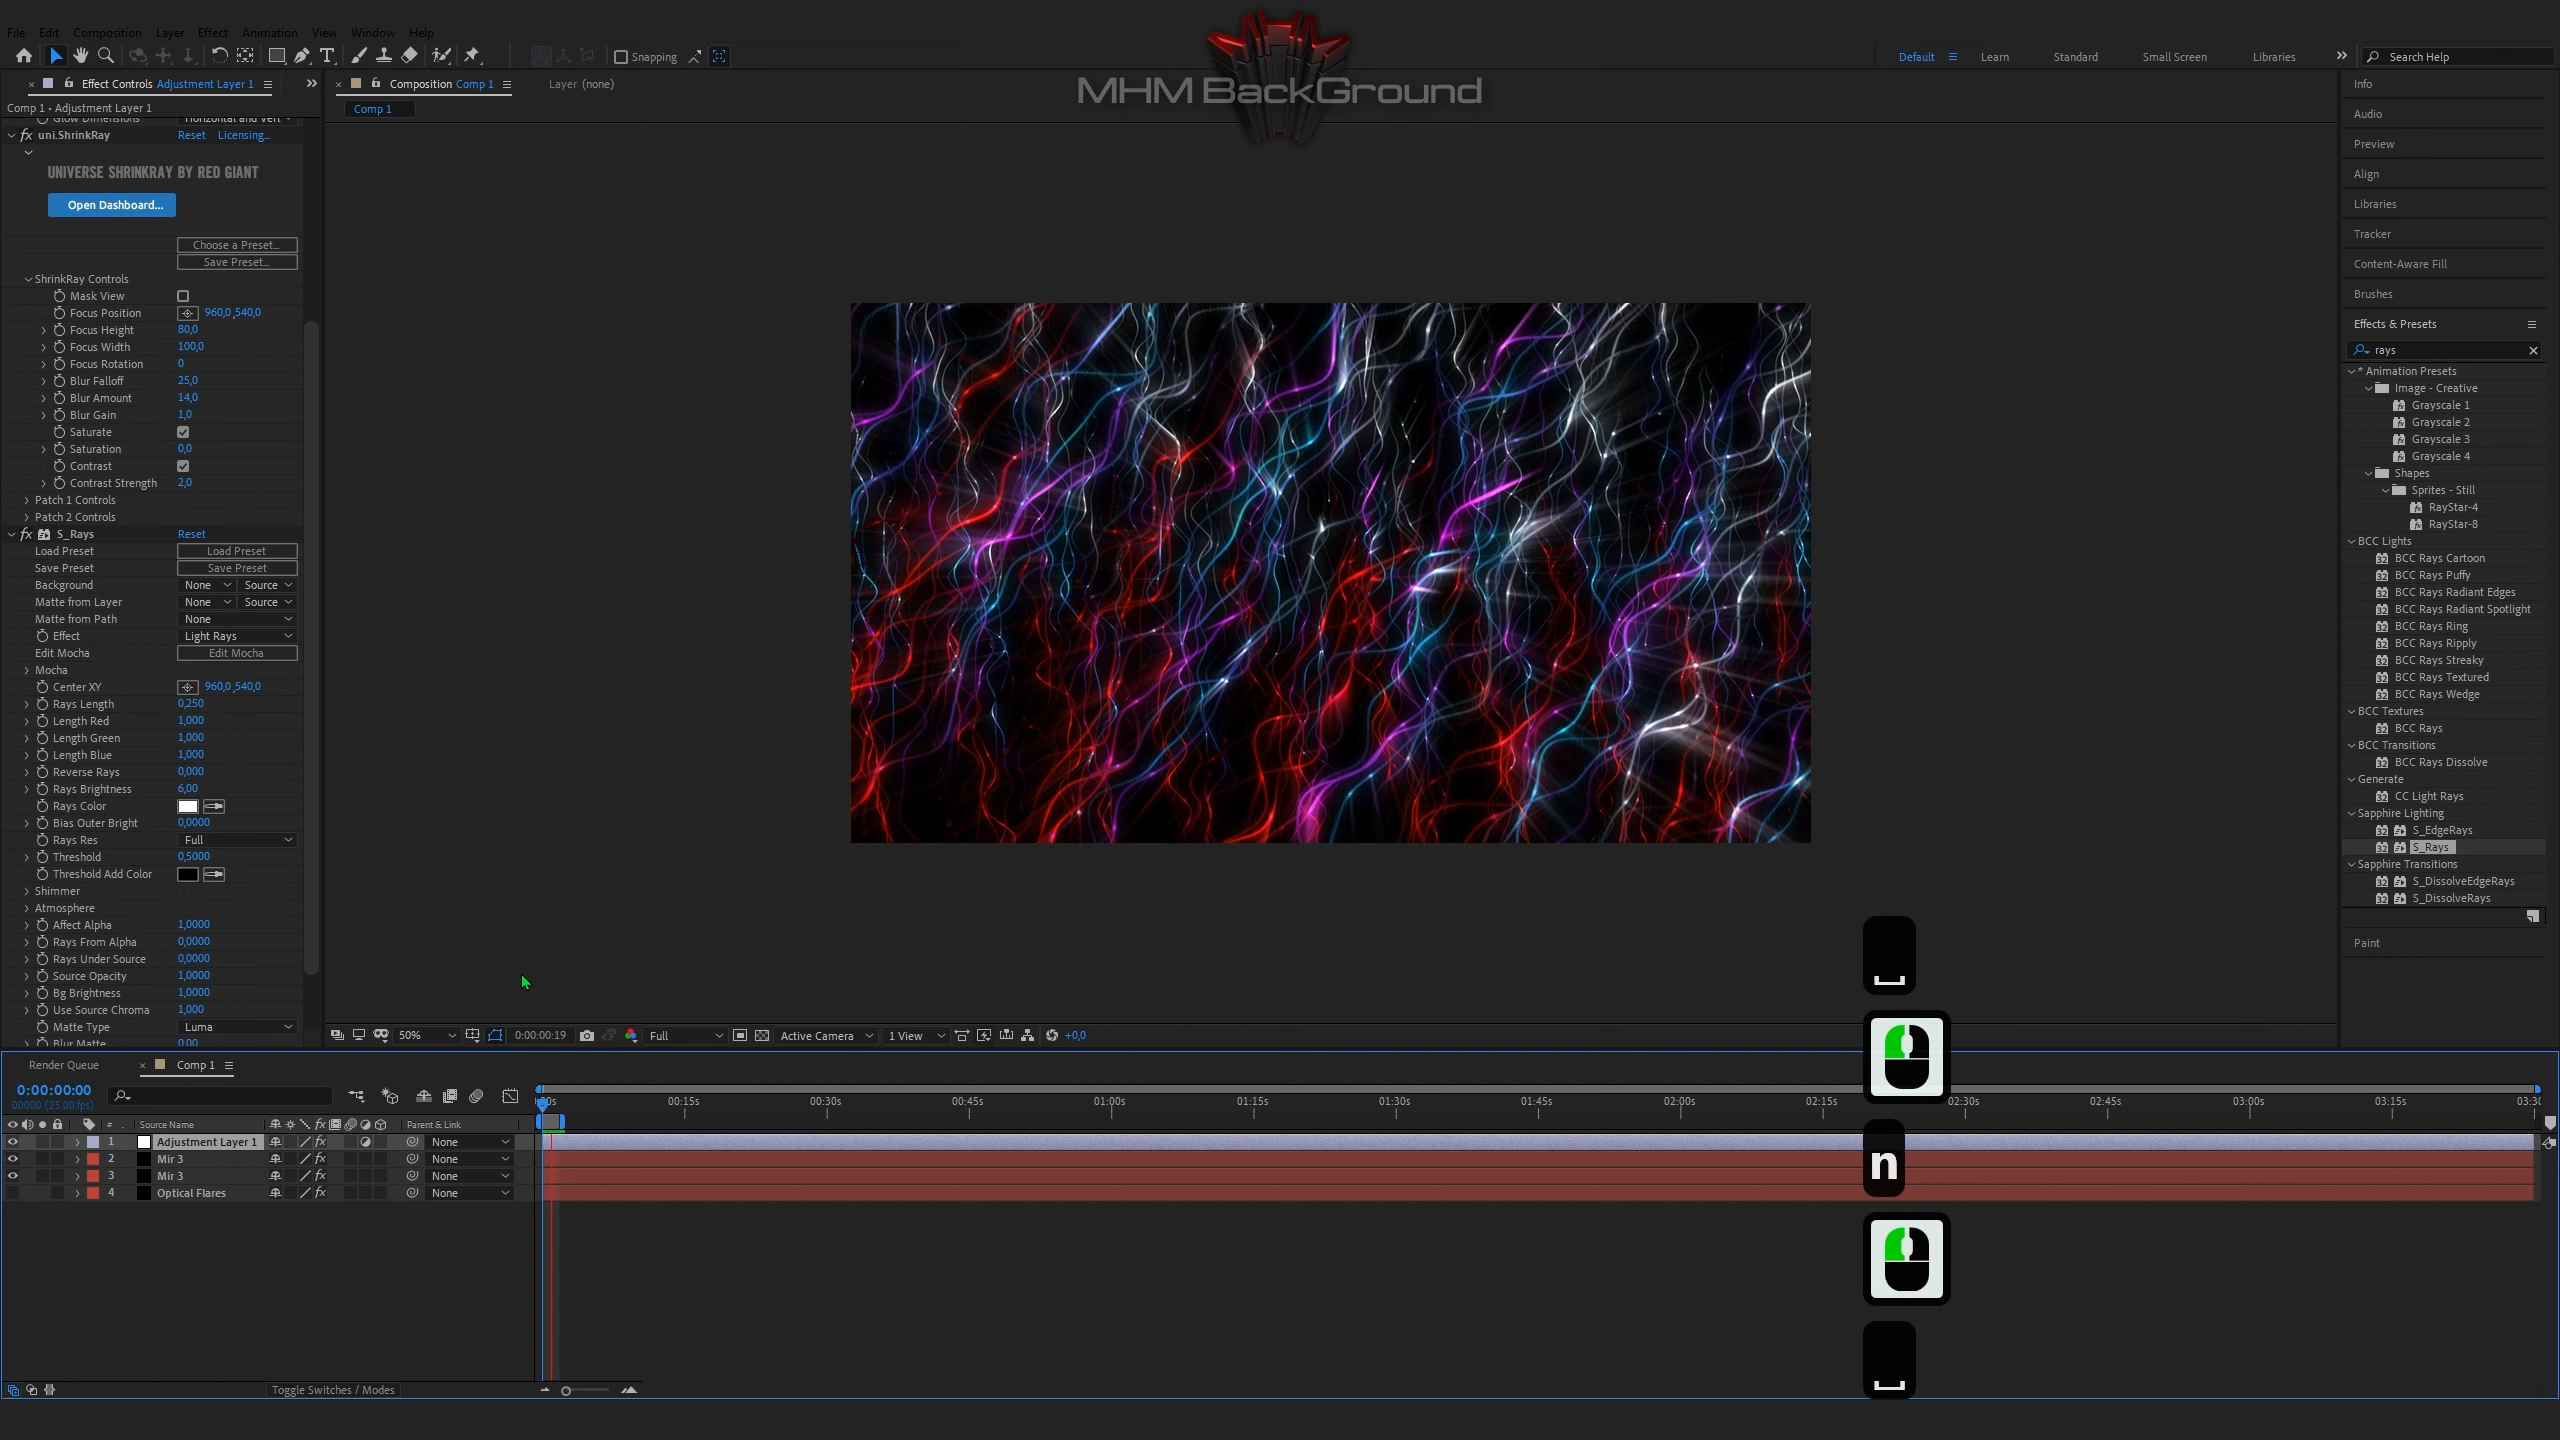 MHM BackGround
File Edit Composition Layer Effect Animation View Window Help
Snapping
Default Learn Standard Small Screen Libraries Search Help
Effect Controls Adjustment Layer 1
Comp 1 • Adjustment Layer 1
Glow Dimensions Horizontal and Vert
uni.ShrinkRay Reset Licensing...
UNIVERSE SHRINKRAY BY RED GIANT
Open Dashboard...
Choose a Preset...
Save Preset...
ShrinkRay Controls
Mask View
Focus Position 960,0 ,540,0
Focus Height 80,0
Focus Width 100,0
Focus Rotation 0
Blur Falloff 25,0
Blur Amount 14,0
Blur Gain 1,0
Saturate
Saturation 0,0
Contrast
Contrast Strength 2,0
Patch 1 Controls
Patch 2 Controls
S_Rays Reset
Load Preset Load Preset
Save Preset Save Preset
Background None Source
Matte from Layer None Source
Matte from Path None
Effect Light Rays
Edit Mocha Edit Mocha
Mocha
Center XY 960,0 ,540,0
Rays Length 0,250
Length Red 1,000
Length Green 1,000
Length Blue 1,000
Reverse Rays 0,000
Rays Brightness 6,00
Rays Color
Bias Outer Bright 0,0000
Rays Res Full
Threshold 0,5000
Threshold Add Color
Shimmer
Atmosphere
Affect Alpha 1,0000
Rays From Alpha 0,0000
Rays Under Source 0,0000
Source Opacity 1,0000
Bg Brightness 1,0000
Use Source Chroma 1,000
Matte Type Luma
Blur Matte 0,00
Composition Comp 1 Layer (none)
Comp 1
50% 0:00:00:19 Full Active Camera 1 View +0,0
Info
Audio
Preview
Align
Libraries
Tracker
Content-Aware Fill
Brushes
Effects & Presets
rays
* Animation Presets
Image - Creative
Grayscale 1
Grayscale 2
Grayscale 3
Grayscale 4
Shapes
Sprites - Still
RayStar-4
RayStar-8
BCC Lights
BCC Rays Cartoon
BCC Rays Puffy
BCC Rays Radiant Edges
BCC Rays Radiant Spotlight
BCC Rays Ring
BCC Rays Ripply
BCC Rays Streaky
BCC Rays Textured
BCC Rays Wedge
BCC Textures
BCC Rays
BCC Transitions
BCC Rays Dissolve
Generate
CC Light Rays
Sapphire Lighting
S_EdgeRays
S_Rays
Sapphire Transitions
S_DissolveEdgeRays
S_DissolveRays
Paint
Render Queue Comp 1
0:00:00:00
00000 (25.00 fps)
00:15s 00:30s 00:45s 01:00s 01:15s 01:30s 01:45s 02:00s 02:15s 02:30s 02:45s 03:00s 03:15s
# . Source Name fx Parent & Link
1 Adjustment Layer 1 fx None
2 Mir 3 fx None
3 Mir 3 fx None
4 Optical Flares fx None
n
Toggle Switches / Modes